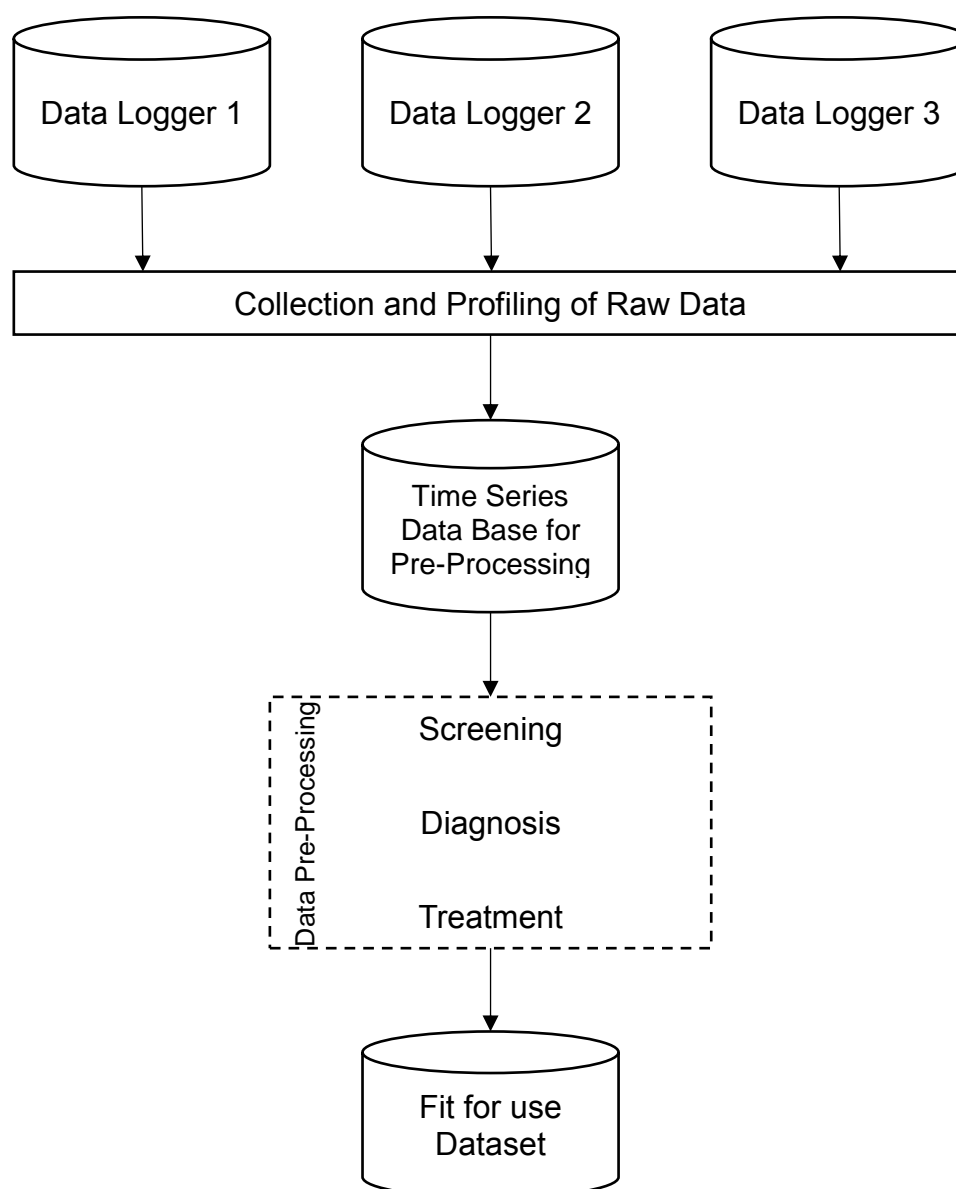 Data Logger 1
Data Logger 2
Data Logger 3
Collection and Profiling of Raw Data
Time Series
Data Base for
Pre-Processing
Data Pre-Processing
Screening
Diagnosis
Treatment
Fit for use
Dataset